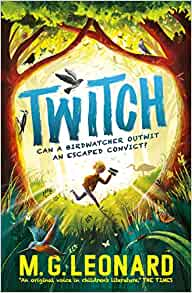 TWITCH
CAN A BIRDWATCHER OUTWIT
AN ESCAPED CONVICT?
M.G. LEONARD
"An original voice in children's literature," THE TIMES